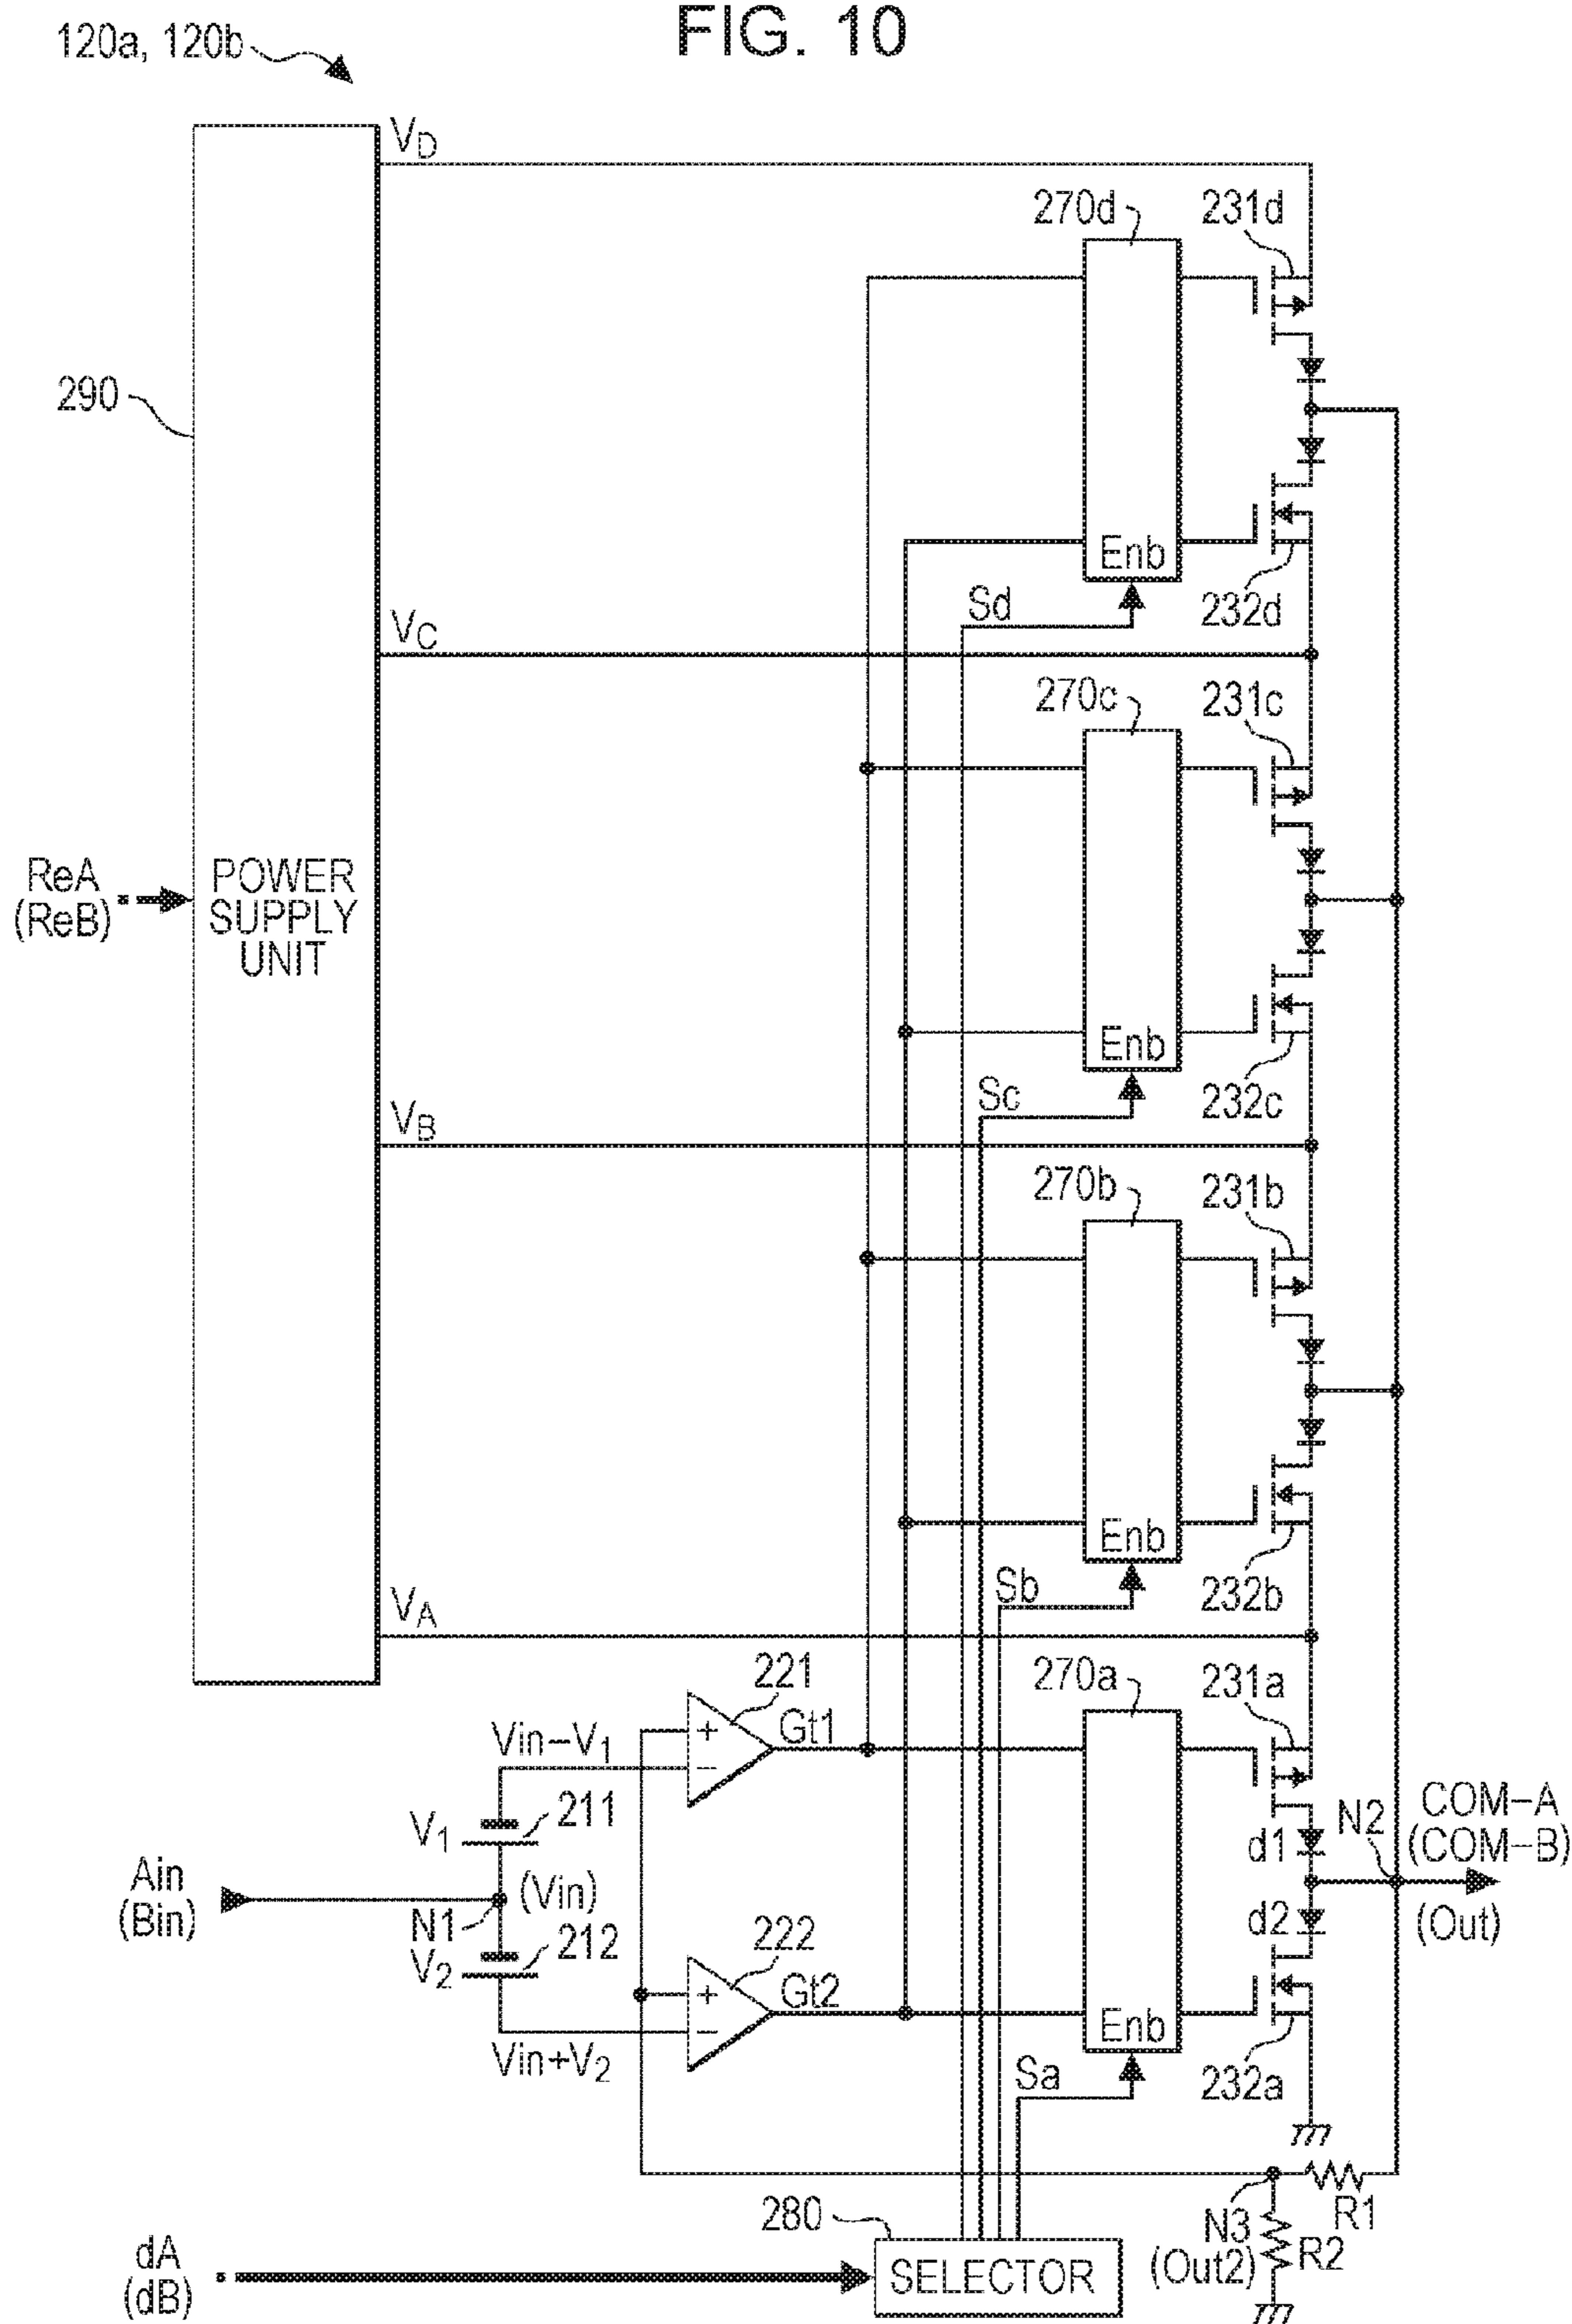 FIG. 10
120a, 120b
VD
270d
231d
290
Enb
Sd
232d
VC
270c
231c
ReA
(ReB)
POWER
SUPPLY
UNIT
Enb
Sc
232c
VB
270b
231b
Enb
Sb
232b
VA
221
270a
231a
Vin−V1
Gt1
V1
211
COM−A
(COM−B)
N2
d1
Ain
(Bin)
(Vin)
N1
d2
(Out)
V2
212
222
Gt2
Enb
Vin+V2
Sa
232a
280
N3
(Out2)
R1
R2
dA
(dB)
SELECTOR
+
−
+
−